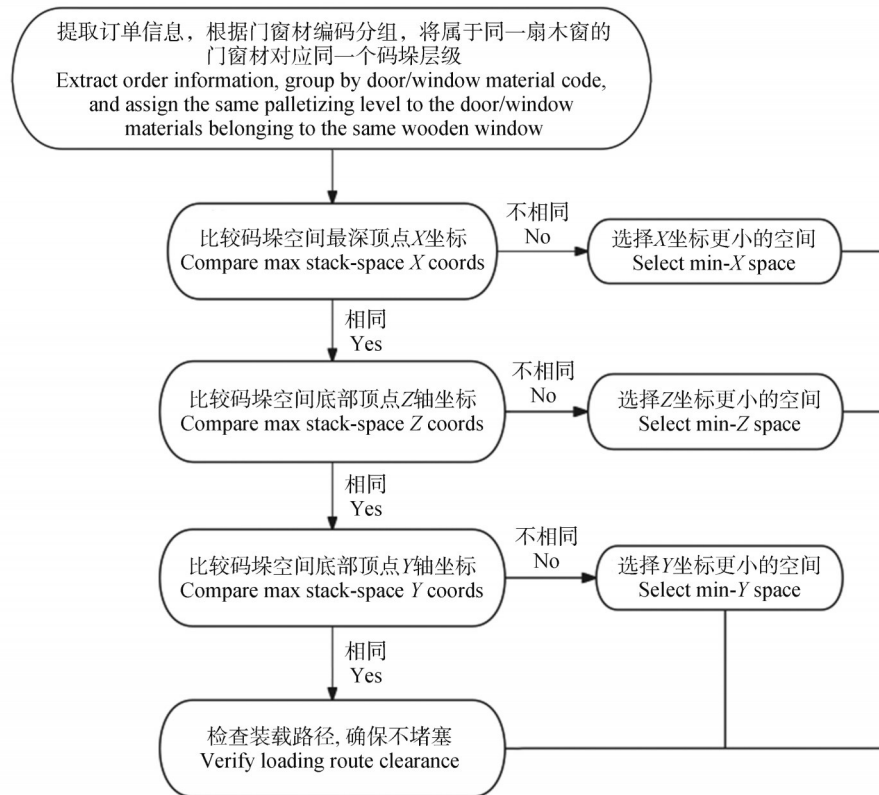 提取订单信息，根据门窗材编码分组，将属于同一扇木窗的
门窗材对应同一个码垛层级
Extract order information, group by door/window material code,
and assign the same palletizing level to the door/window
materials belonging to the same wooden window
比较码垛空间最深顶点X坐标
Compare max stack-space X coords
不相同
No
选择X坐标更小的空间
Select min-X space
相同
Yes
比较码垛空间底部顶点Z轴坐标
Compare max stack-space Z coords
不相同
No
选择Z坐标更小的空间
Select min-Z space
相同
Yes
比较码垛空间底部顶点Y轴坐标
Compare max stack-space Y coords
不相同
No
选择Y坐标更小的空间
Select min-Y space
相同
Yes
检查装载路径, 确保不堵塞
Verify loading route clearance